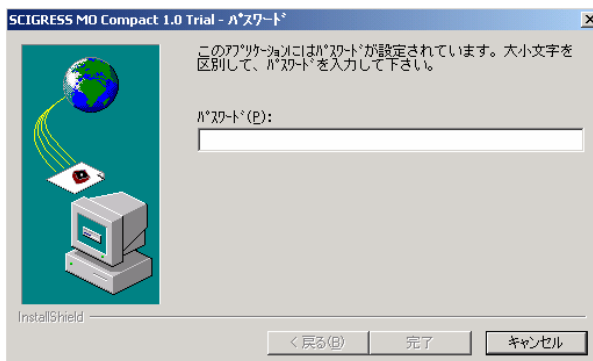 SCIGRESS MO Compact 1.0 Trial - ﾊﾟｽﾜｰﾄﾞ
このｱﾌﾟﾘｹｰｼｮﾝにはﾊﾟｽﾜｰﾄﾞが設定されています。大小文字を
区別して、ﾊﾟｽﾜｰﾄﾞを入力して下さい。
ﾊﾟｽﾜｰﾄﾞ(P):
InstallShield
< 戻る(B)
完了
キャンセル